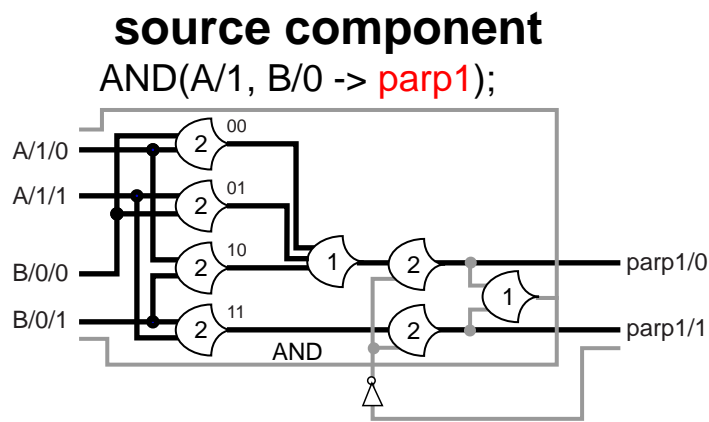 source component
AND(A/1, B/0 -> parp1);
00
2
A/1/0
01
A/1/1
2
10
1
2
parp1/0
B/0/0
2
1
11
B/0/1
2
2
parp1/1
AND